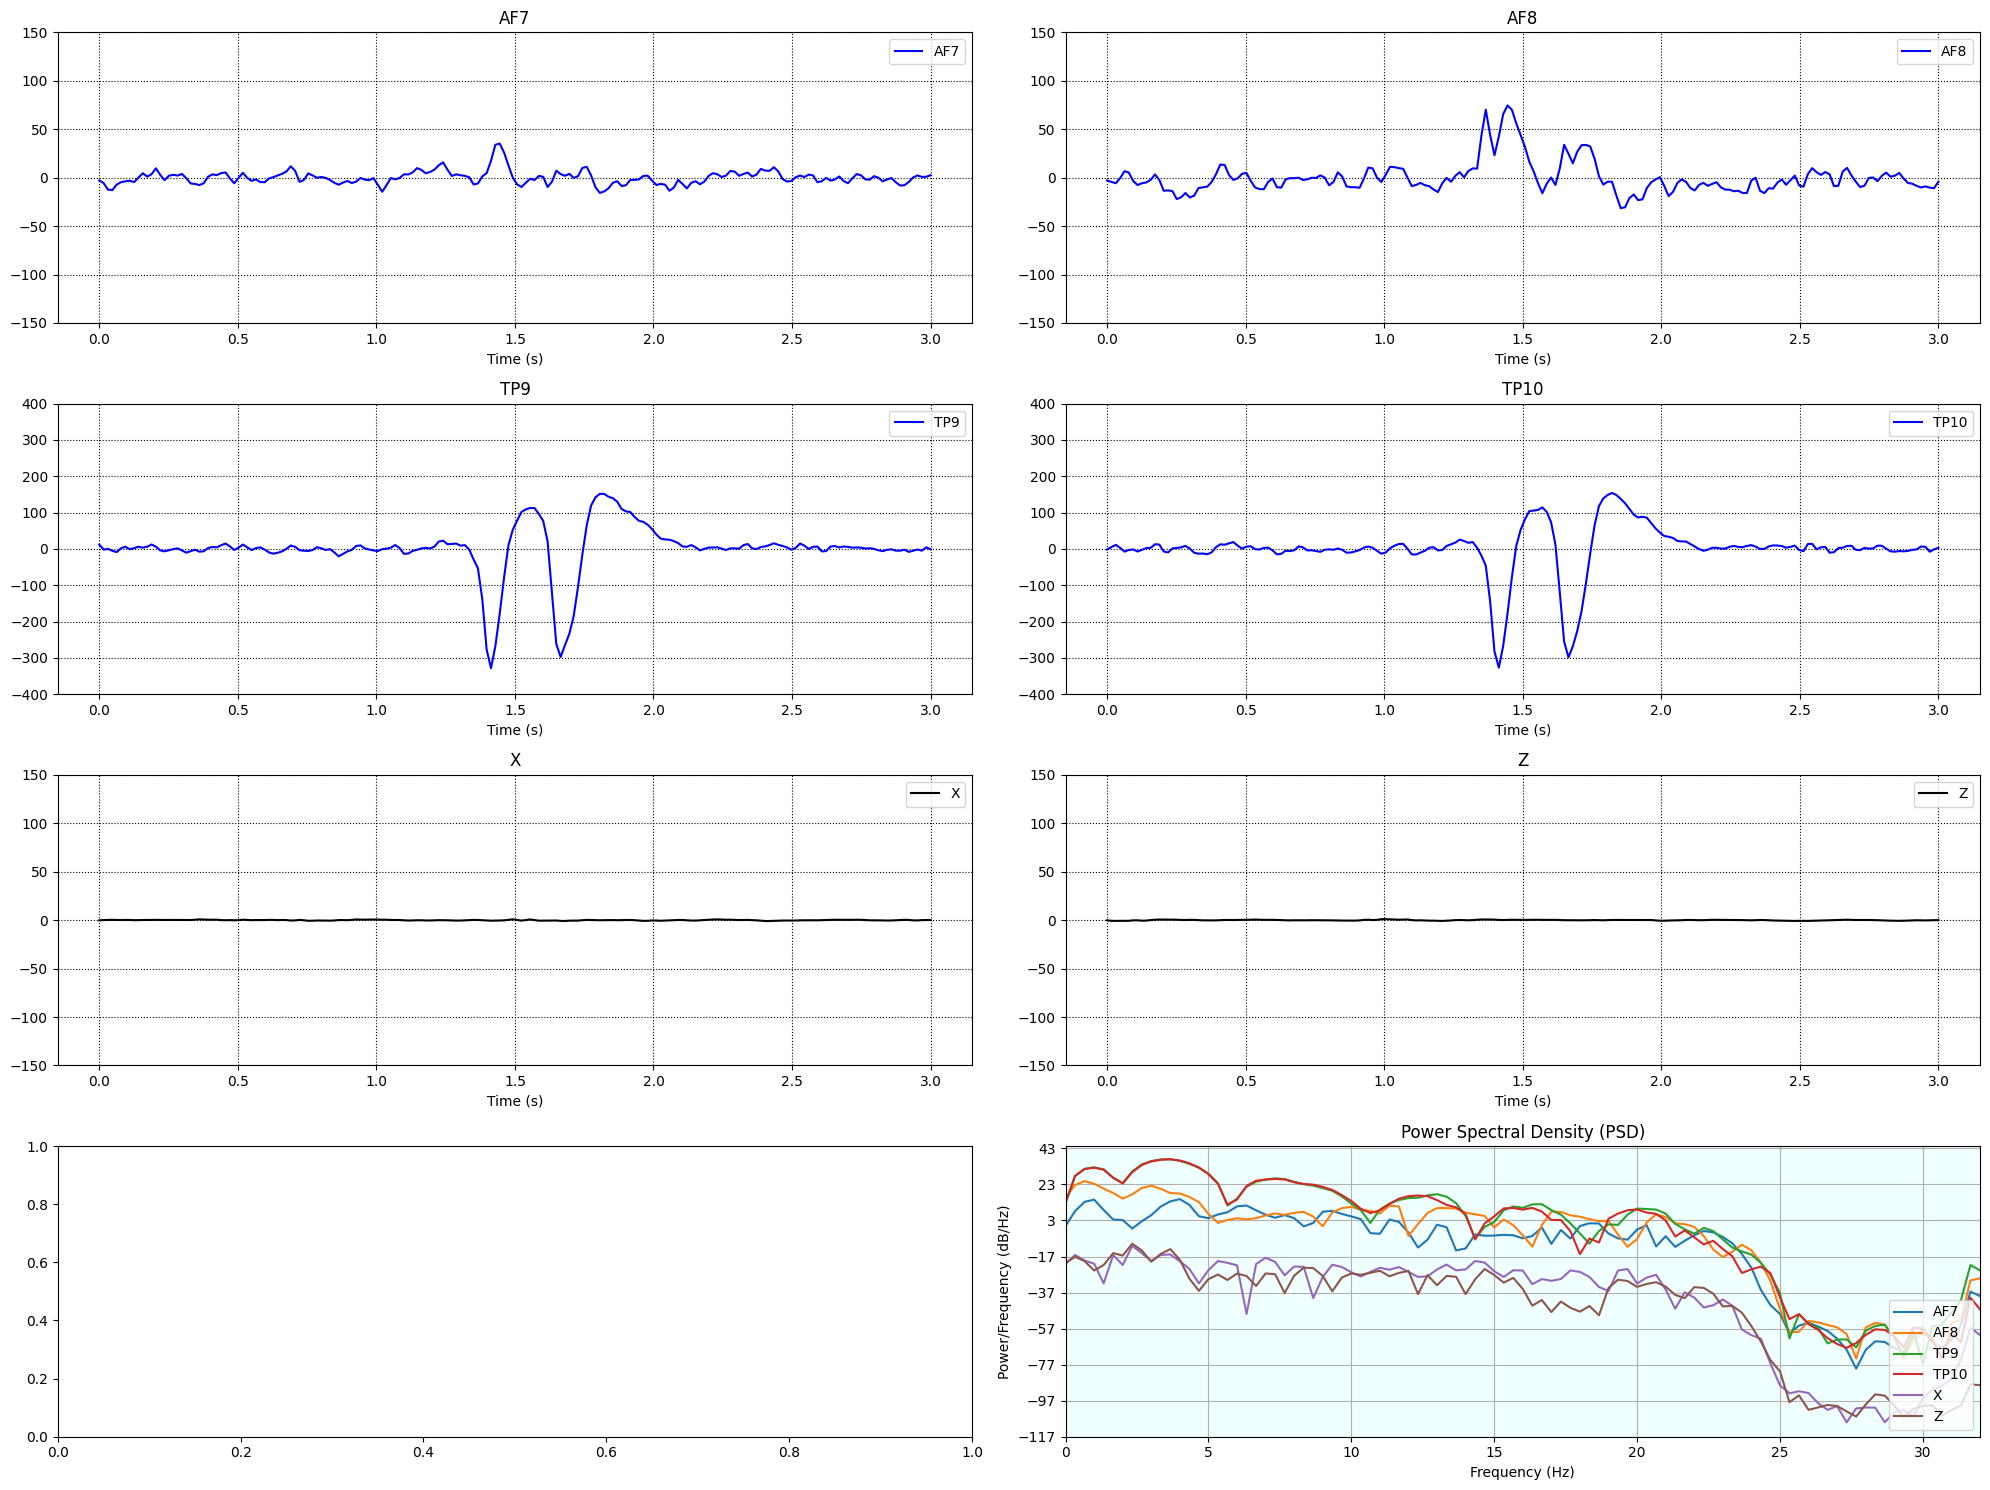 AF7
150
100
50
0
−50
−100
−150
0.0 0.5 1.0 1.5 2.0 2.5 3.0
Time (s)
AF7
AF8
150
100
50
0
−50
−100
−150
0.0 0.5 1.0 1.5 2.0 2.5 3.0
Time (s)
AF8
TP9
400
300
200
100
0
−100
−200
−300
−400
0.0 0.5 1.0 1.5 2.0 2.5 3.0
Time (s)
TP9
TP10
400
300
200
100
0
−100
−200
−300
−400
0.0 0.5 1.0 1.5 2.0 2.5 3.0
Time (s)
TP10
X
150
100
50
0
−50
−100
−150
0.0 0.5 1.0 1.5 2.0 2.5 3.0
Time (s)
X
Z
150
100
50
0
−50
−100
−150
0.0 0.5 1.0 1.5 2.0 2.5 3.0
Time (s)
Z
1.0
0.8
0.6
0.4
0.2
0.0
0.0 0.2 0.4 0.6 0.8 1.0
Power Spectral Density (PSD)
Power/Frequency (dB/Hz)
43
23
3
−17
−37
−57
−77
−97
−117
0 5 10 15 20 25 30
Frequency (Hz)
AF7
AF8
TP9
TP10
X
Z